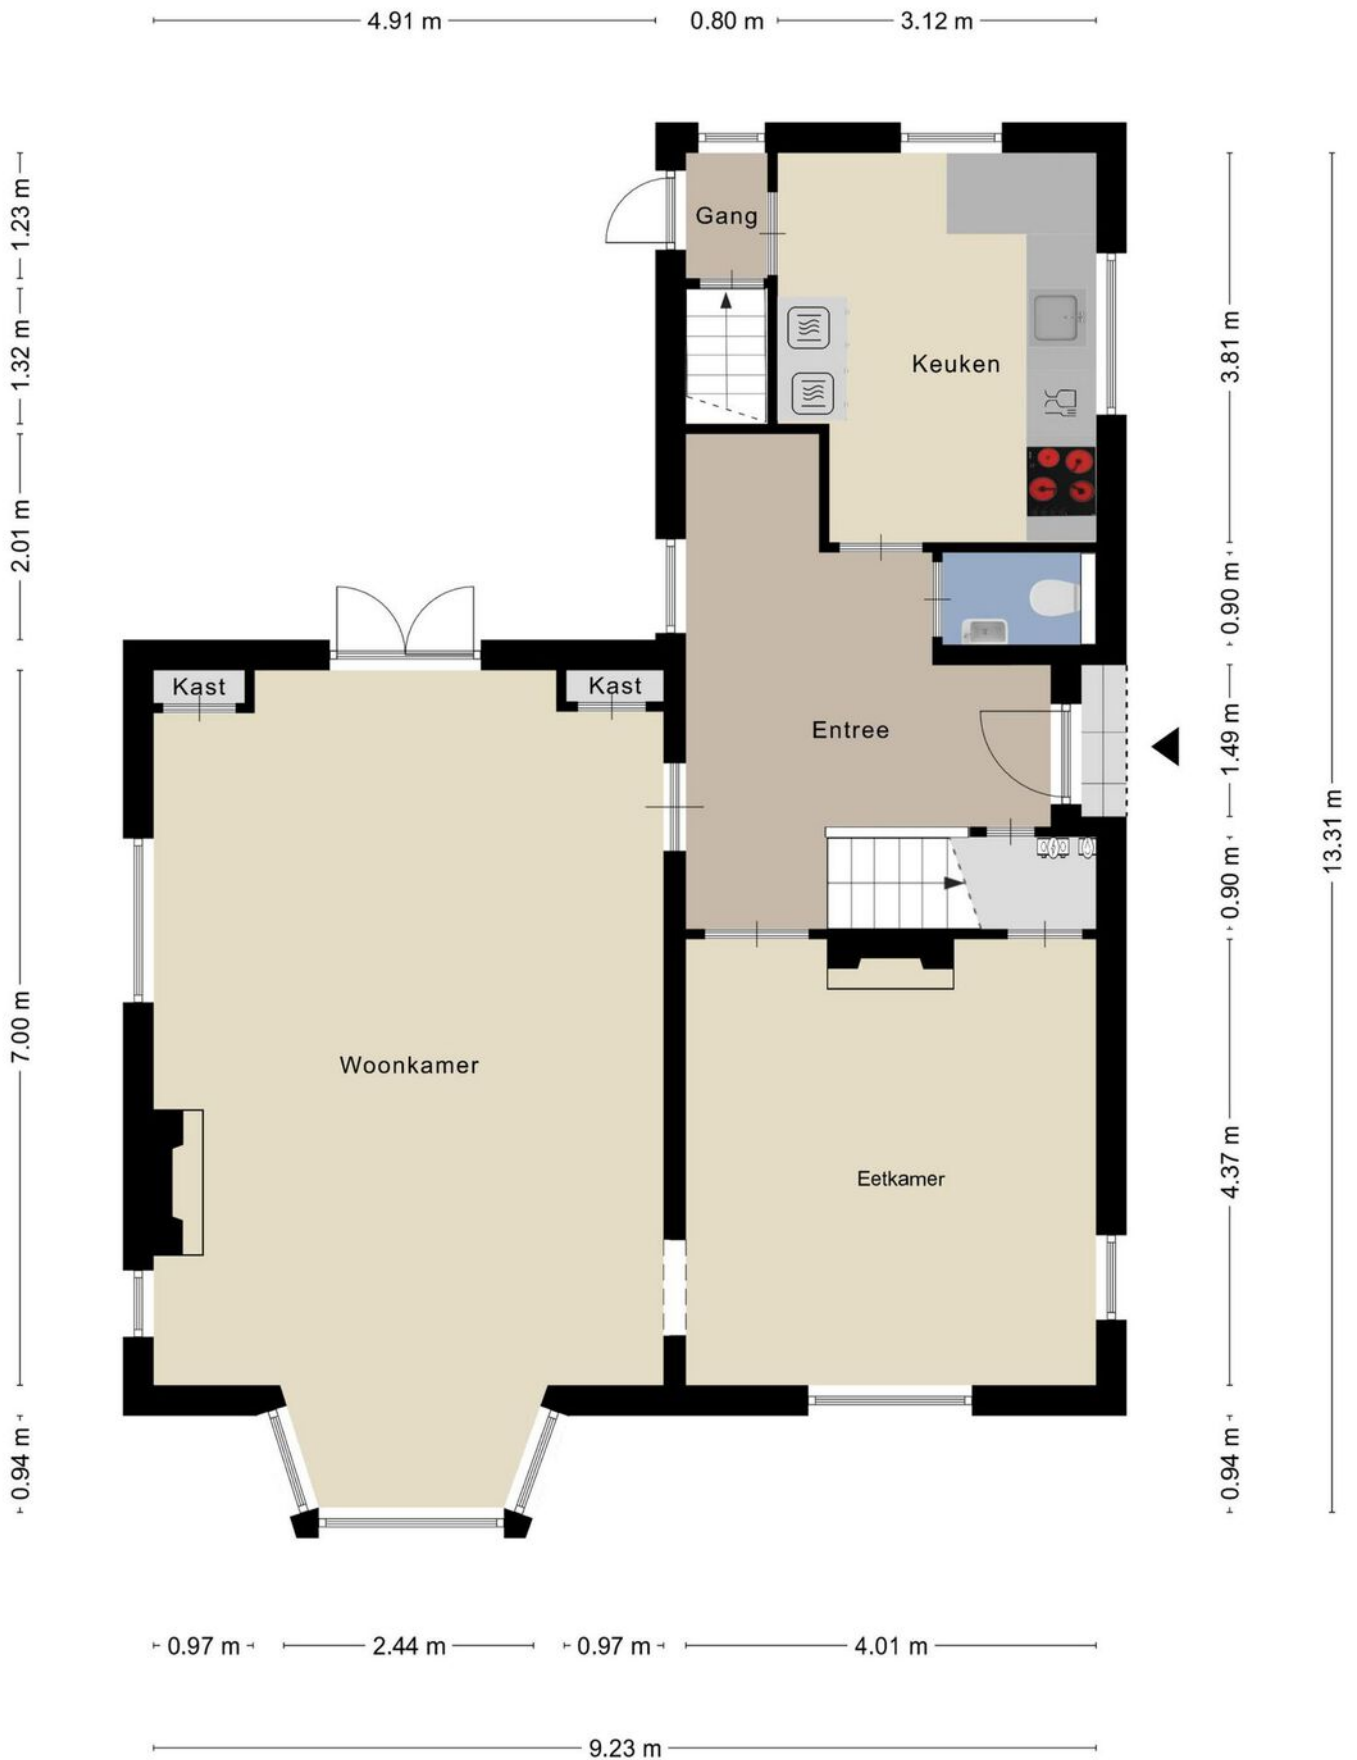 4.91 m
0.80 m
3.12 m
1.23 m
1.32 m
2.01 m
7.00 m
0.94 m
Gang
Keuken
Kast
Kast
Entree
Woonkamer
Eetkamer
3.81 m
0.90 m
1.49 m
0.90 m
4.37 m
0.94 m
13.31 m
0.97 m
2.44 m
0.97 m
4.01 m
9.23 m